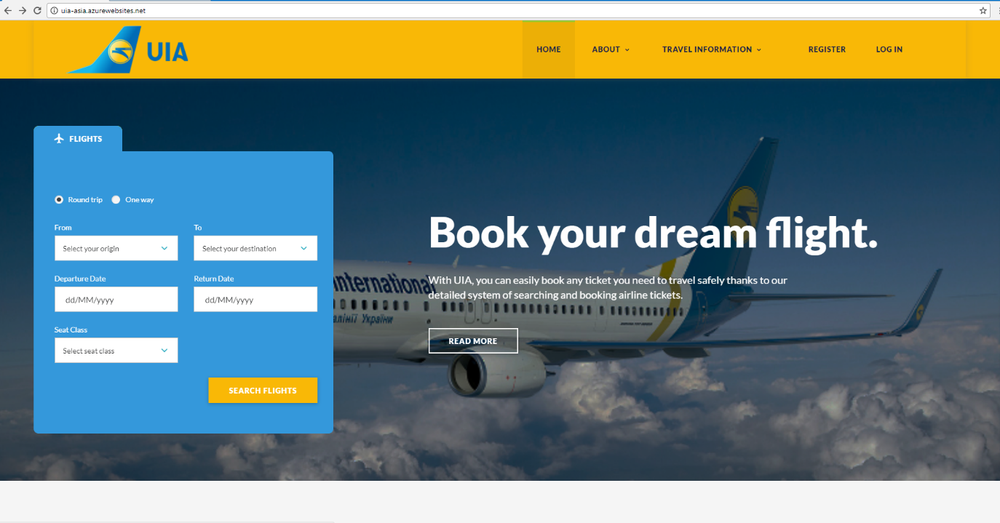 uia-asia.azurewebsites.net
UIA
HOME
ABOUT
TRAVEL INFORMATION
REGISTER
LOG IN
FLIGHTS
Round trip
One way
From
To
Select your origin
Select your destination
Departure Date
Return Date
dd/MM/yyyy
dd/MM/yyyy
Seat Class
Select seat class
SEARCH FLIGHTS
Book your dream flight.
With UIA, you can easily book any ticket you need to travel safely thanks to our
detailed system of searching and booking airline tickets.
READ MORE
international
лінії України